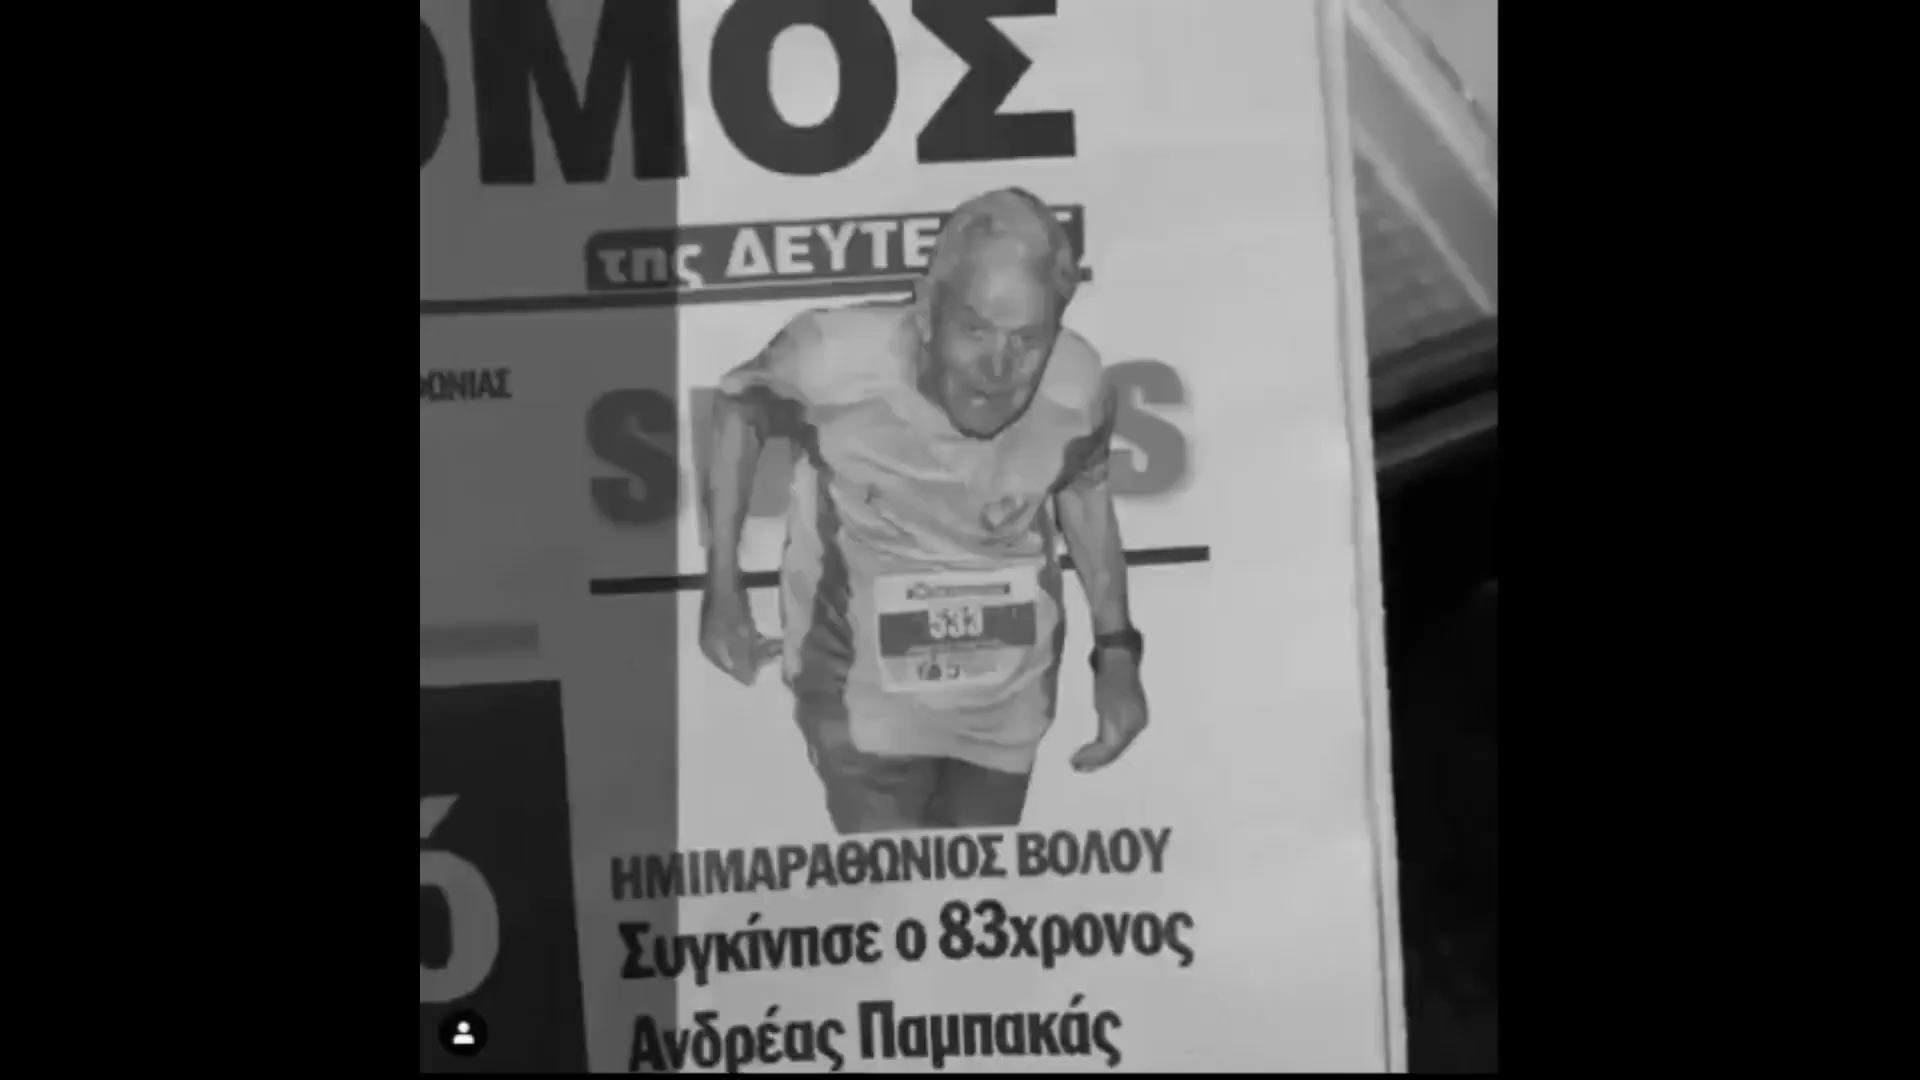 ΜΟΣ
της ΔΕΥΤΕ
ΩΝΙΑΣ
S S
533
ΗΜΙΜΑΡΑΘΩΝΙΟΣ ΒΟΛΟΥ
Συγκίνησε ο 83χρονος
Ανδρέας Παμπακάς